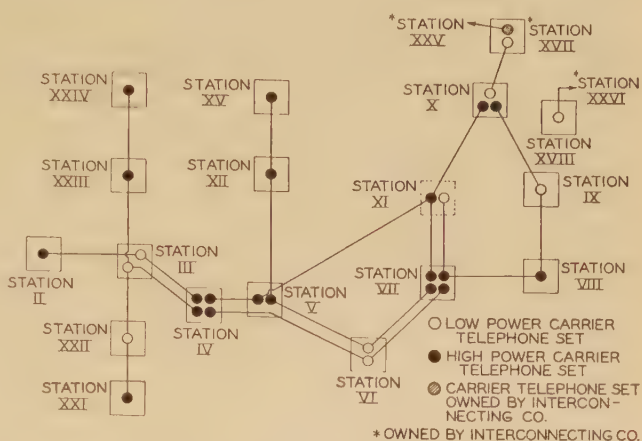 *STATION
XXV
*STATION
XVII
STATION
XXIV
STATION
XV
STATION
X
*STATION
XXVI
STATION
XVIII
STATION
XXIII
STATION
XII
STATION
XI
STATION
IX
STATION
II
STATION
III
STATION
IV
STATION
V
STATION
VII
STATION
VIII
STATION
XXII
STATION
VI
STATION
XXI
LOW POWER CARRIER
TELEPHONE SET
HIGH POWER CARRIER
TELEPHONE SET
CARRIER TELEPHONE SET
OWNED BY INTERCON-
NECTING CO.
*OWNED BY INTERCONNECTING CO.